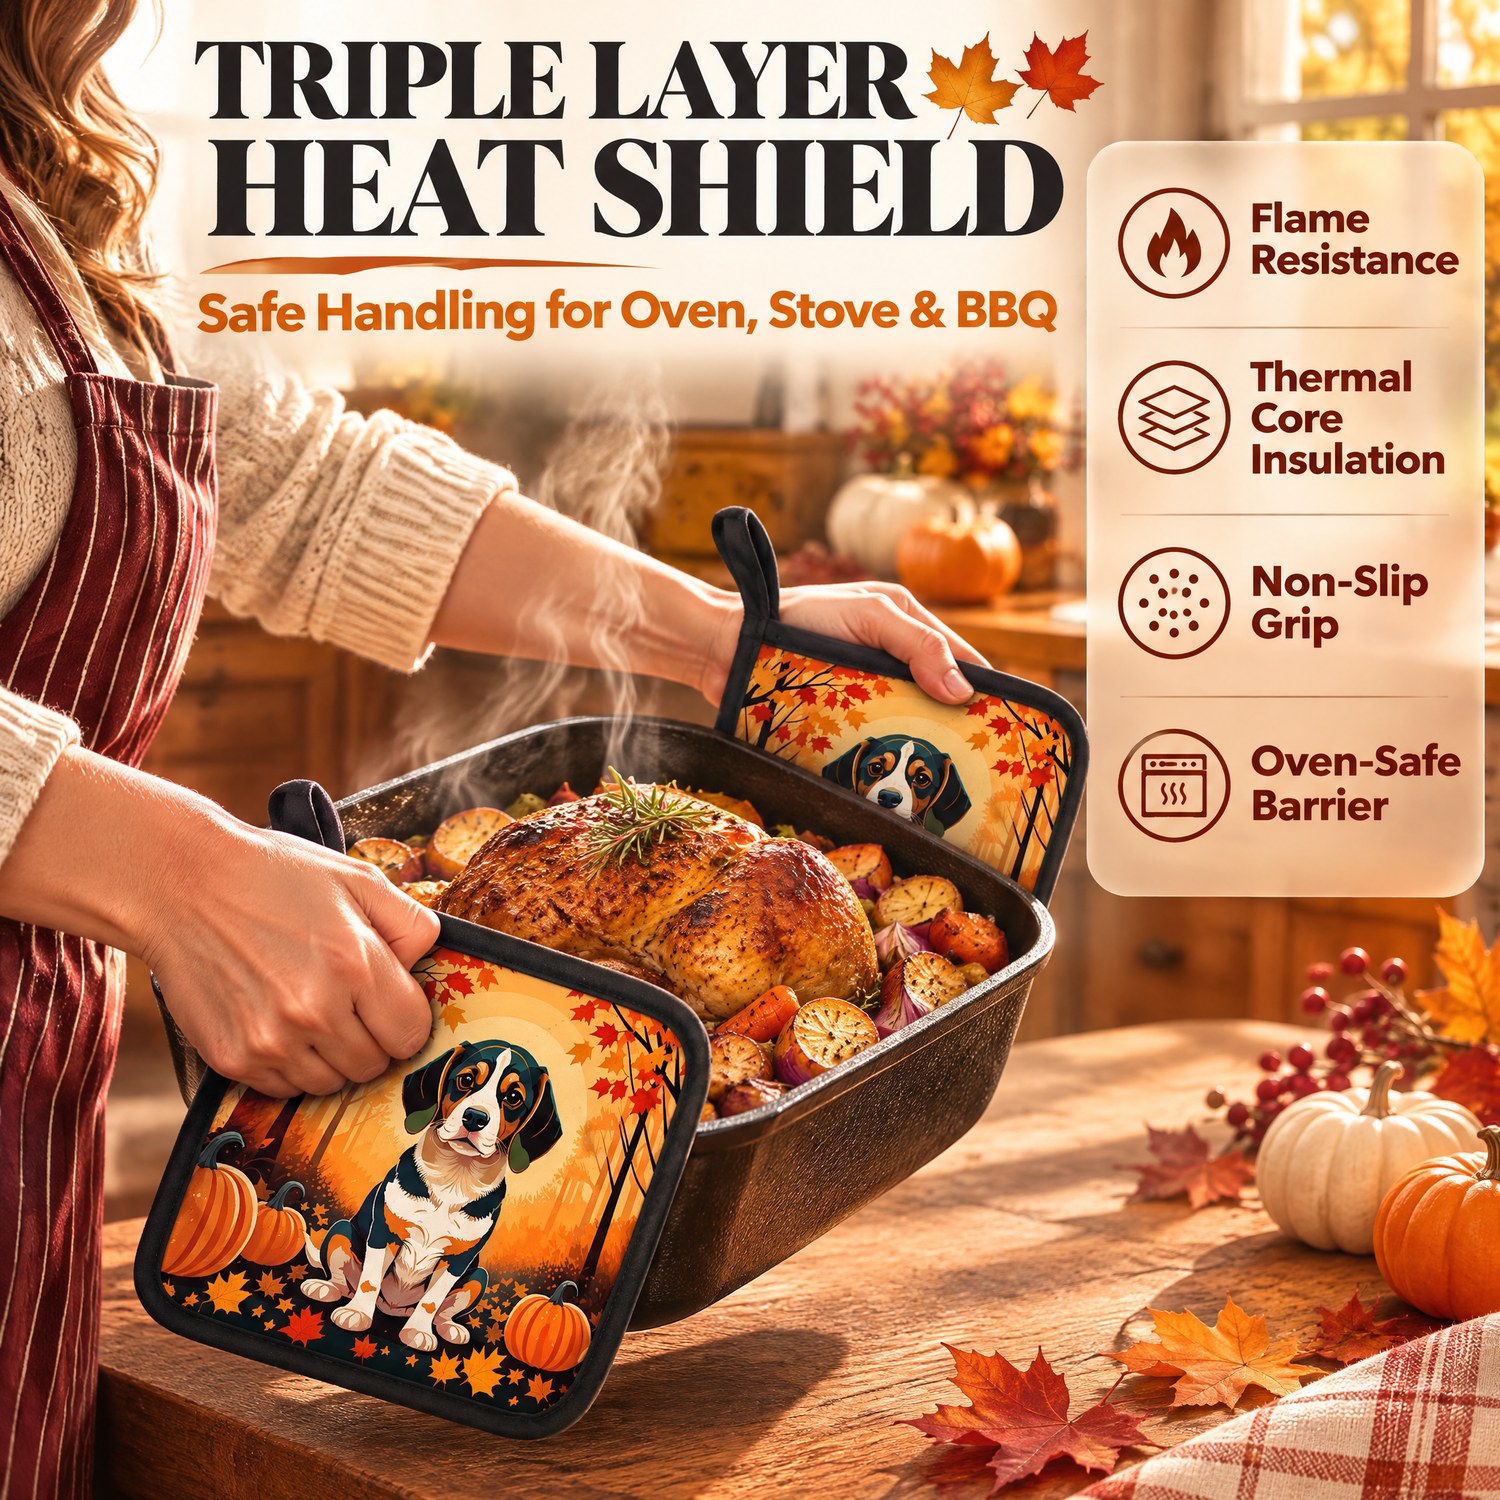 TRIPLE LAYER
HEAT SHIELD
Safe Handling for Oven, Stove & BBQ
Flame
Resistance
Thermal
Core
Insulation
Non-Slip
Grip
Oven-Safe
Barrier